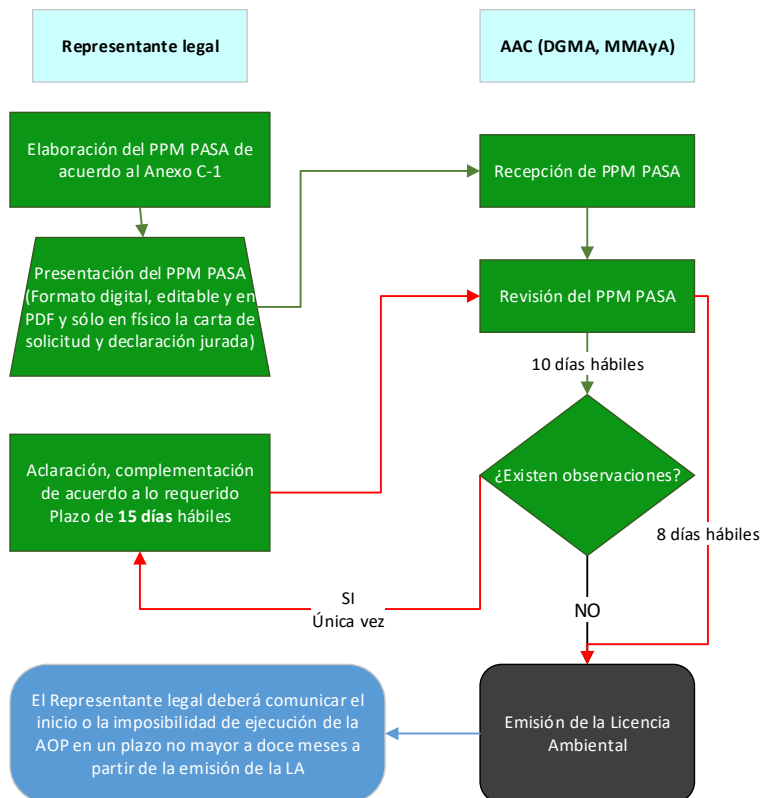 Representante legal
AAC (DGMA, MMAyA)
Elaboración del PPM PASA de
acuerdo al Anexo C-1
Recepción de PPM PASA
Presentación del PPM PASA
(Formato digital, editable y en
PDF y sólo en físico la carta de
solicitud y declaración jurada)
Revisión del PPM PASA
10 días hábiles
¿Existen observaciones?
Aclaración, complementación
de acuerdo a lo requerido
Plazo de 15 días hábiles
8 días hábiles
SI
Única vez
NO
El Representante legal deberá comunicar el
inicio o la imposibilidad de ejecución de la
AOP en un plazo no mayor a doce meses a
partir de la emisión de la LA
Emisión de la Licencia
Ambiental